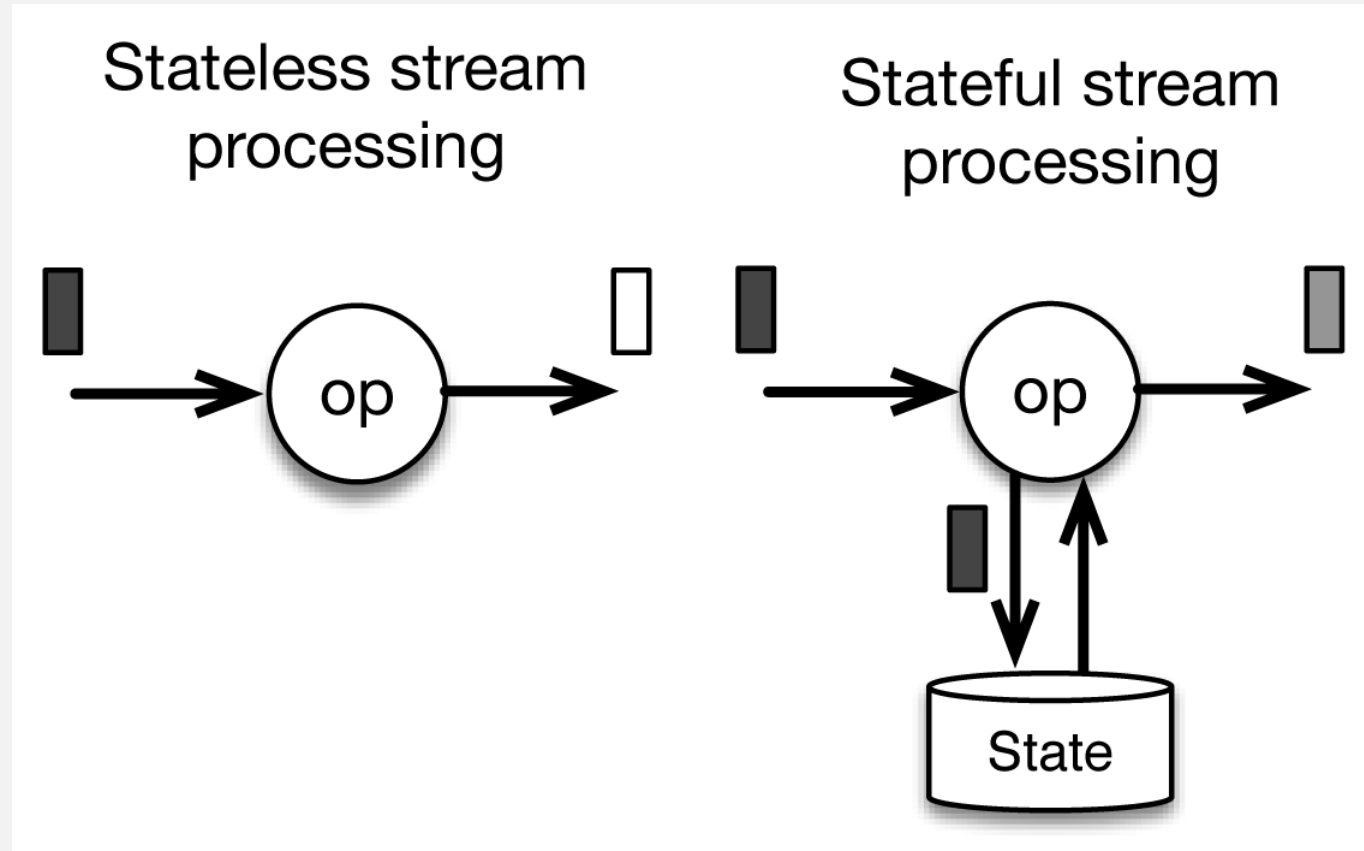 Stateless stream
processing
Stateful stream
processing
op
op
State